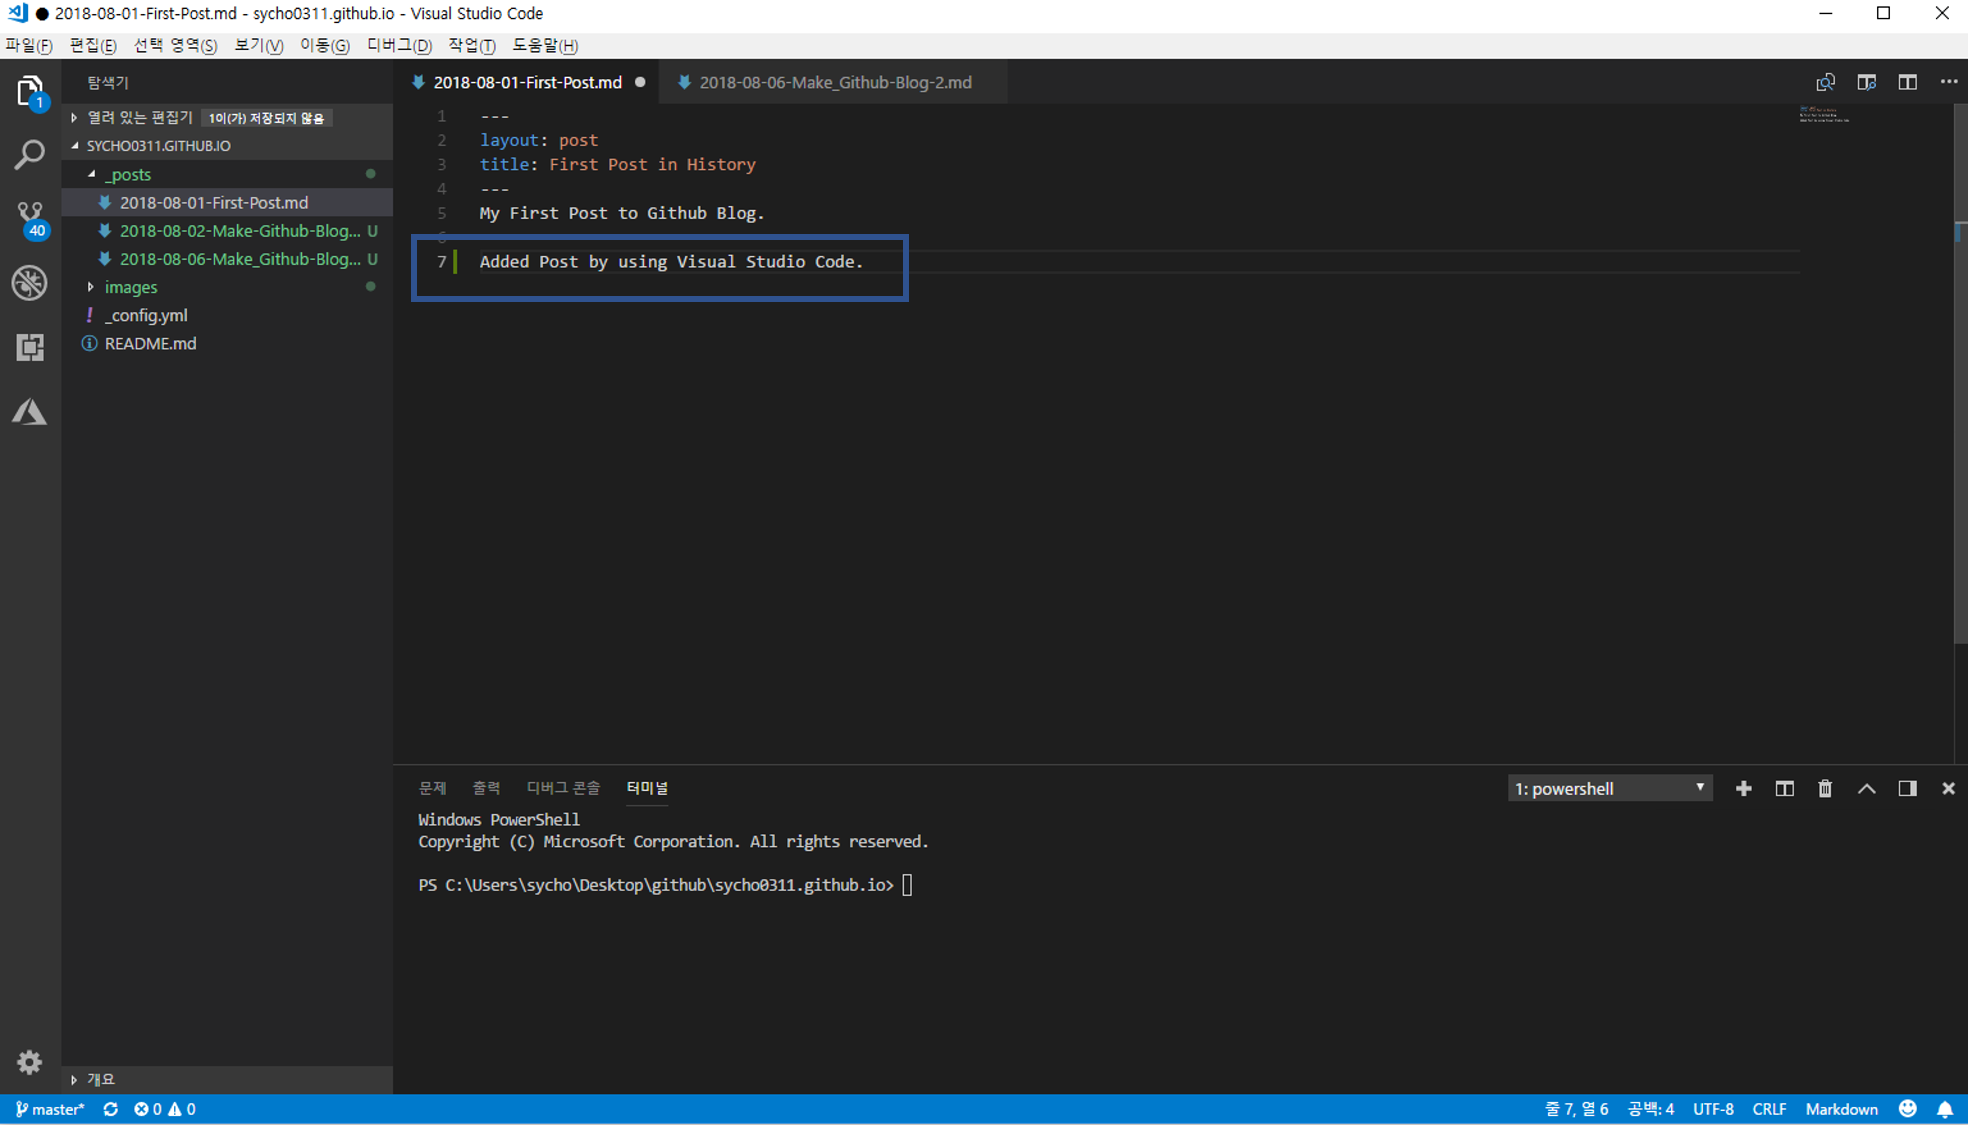 ● 2018-08-01-First-Post.md - sycho0311.github.io - Visual Studio Code
파일(F) 편집(E) 선택 영역(S) 보기(V) 이동(G) 디버그(D) 작업(T) 도움말(H)
탐색기
열려 있는 편집기 1이(가) 저장되지 않음
SYCHO0311.GITHUB.IO
_posts
2018-08-01-First-Post.md
2018-08-02-Make-Github-Blog... U
2018-08-06-Make_Github-Blog... U
images
_config.yml
README.md
개요
1
40
2018-08-01-First-Post.md
2018-08-06-Make_Github-Blog-2.md
1 ---
2 layout: post
3 title: First Post in History
4 ---
5 My First Post to Github Blog.
6
7 Added Post by using Visual Studio Code.
문제 출력 디버그 콘솔 터미널
1: powershell
Windows PowerShell
Copyright (C) Microsoft Corporation. All rights reserved.
PS C:\Users\sycho\Desktop\github\sycho0311.github.io>
master* 0 0 줄 7, 열 6 공백: 4 UTF-8 CRLF Markdown